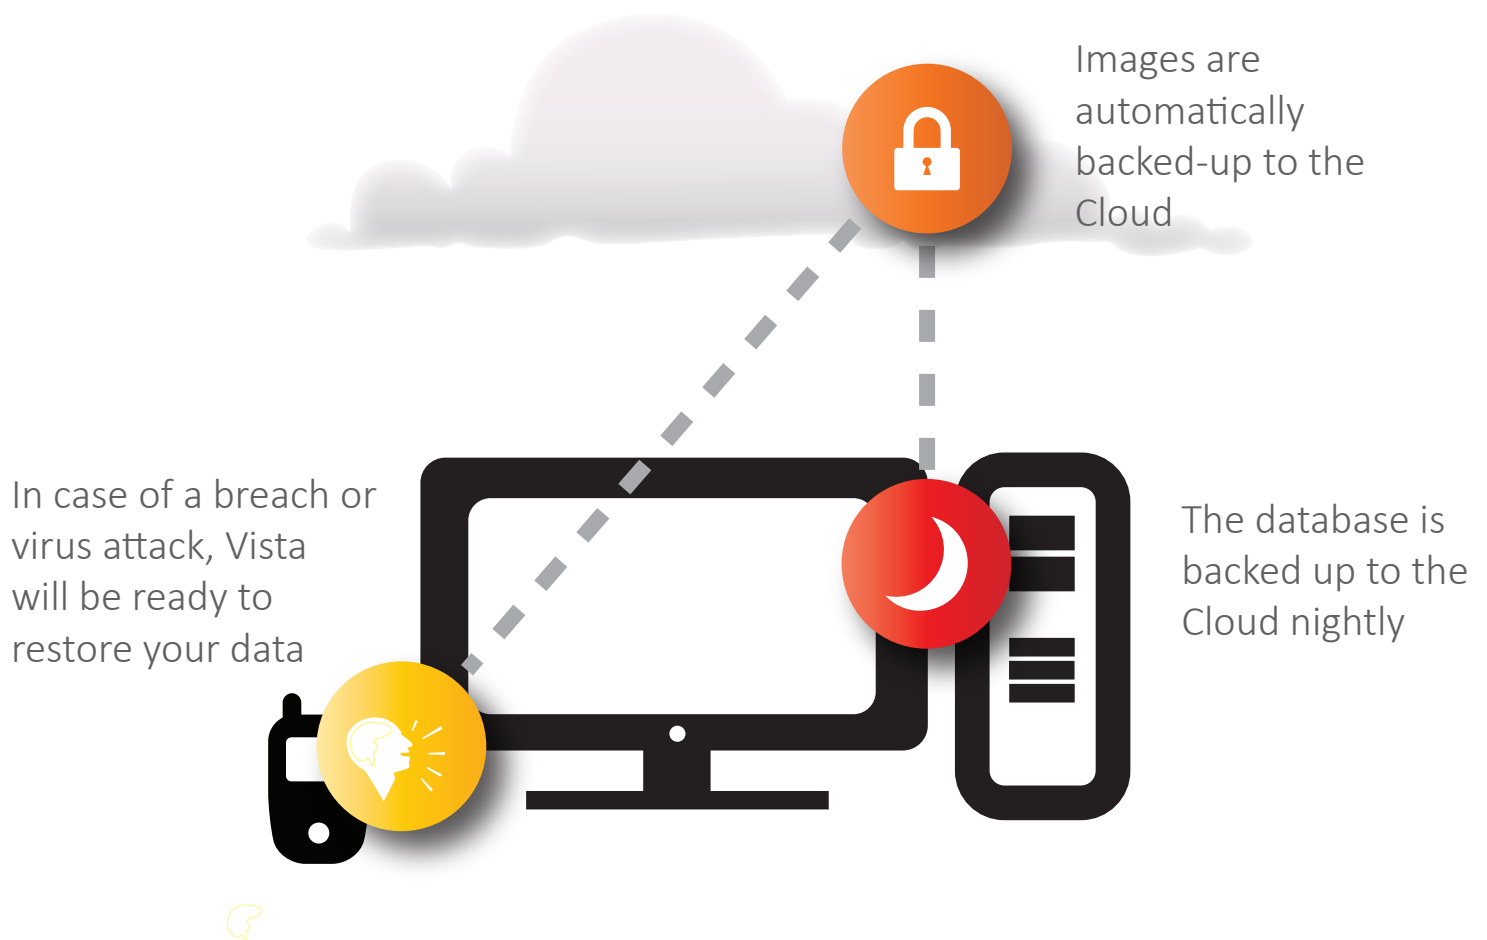 Images are
automatically
backed-up to the
Cloud
In case of a breach or
virus attack, Vista
will be ready to
restore your data
The database is
backed up to the
Cloud nightly